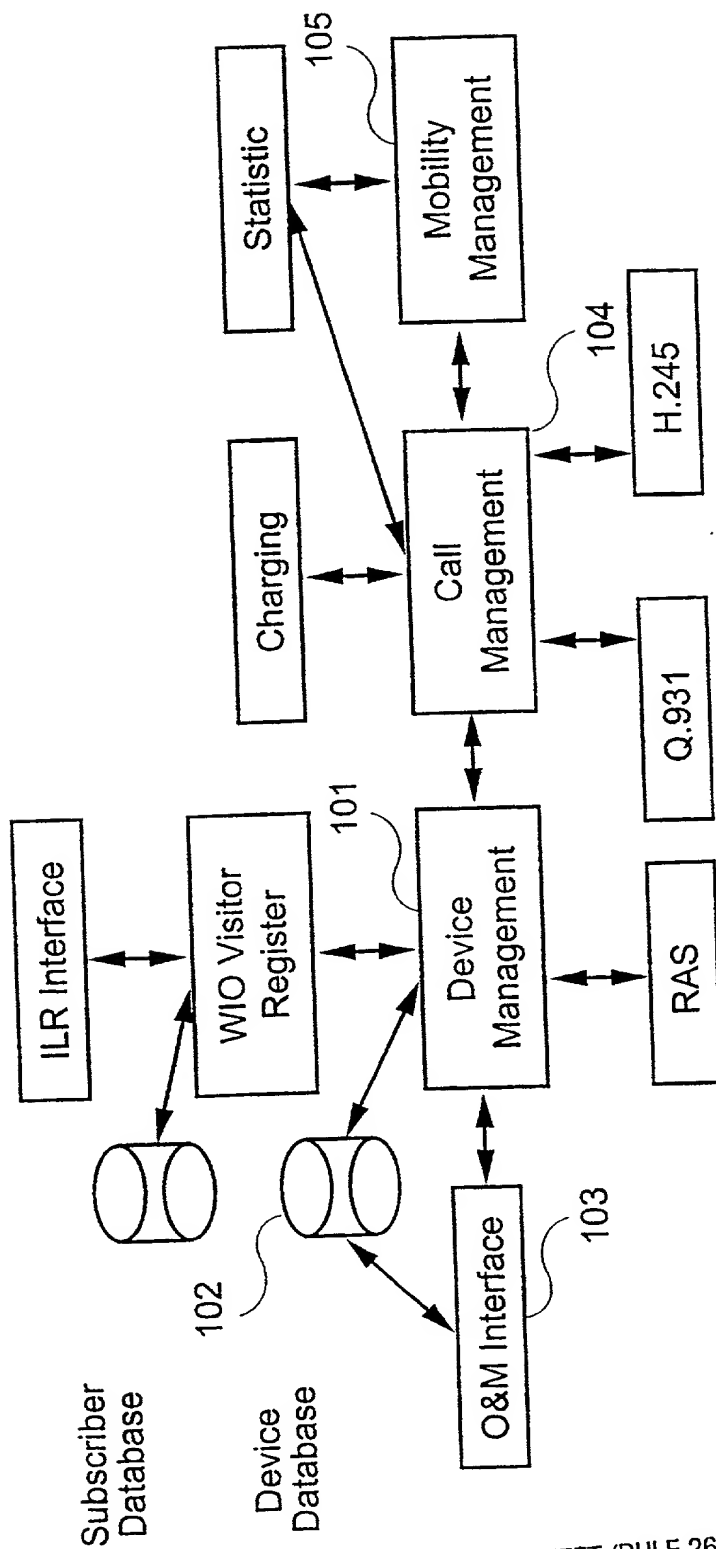 Subscriber
Database
Device
Database
102
O&M Interface
103
ILR Interface
WIO Visitor
Register
101
Device
Management
RAS
Charging
Call
Management
104
Q.931
H.245
Statistic
105
Mobility
Management